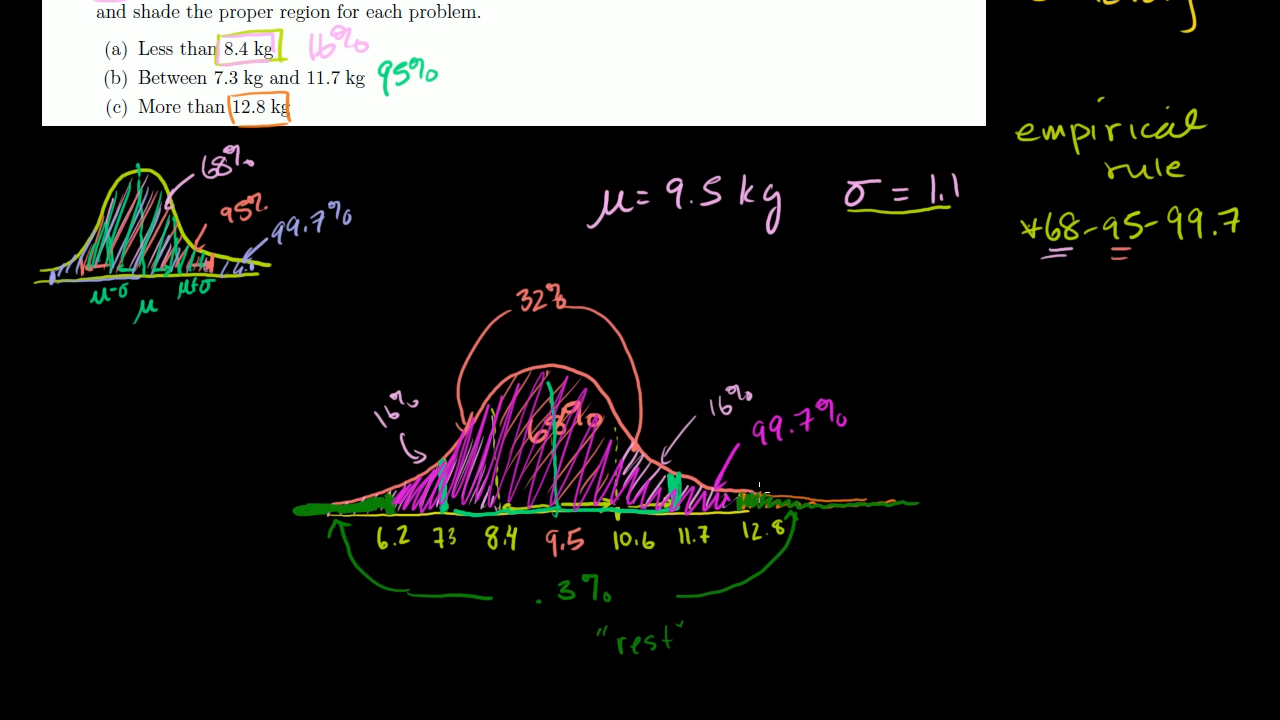 and shade the proper region for each problem.
(a) Less than 8.4 kg 16%
(b) Between 7.3 kg and 11.7 kg 95%
(c) More than 12.8 kg
empirical
rule
*68-95-99.7
68%
95%
99.7%
μ-σ μ μ+σ
μ = 9.5 kg σ = 1.1
32%
16%
68%
16%
99.7%
6.2 73 8.4 9.5 10.6 11.7 12.8
.3%
"rest"